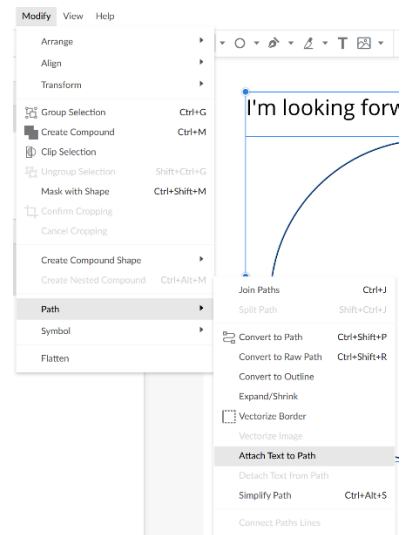 Modify View Help
Arrange
Align
Transform
Group Selection Ctrl+G
Create Compound Ctrl+M
Clip Selection
Ungroup Selection Shift+Ctrl+G
Mask with Shape Ctrl+Shift+M
Confirm Cropping
Cancel Cropping
Create Compound Shape
Create Nested Compound Ctrl+Alt+M
Path
Symbol
Flatten
T
I'm looking forw
Join Paths Ctrl+J
Split Path Shift+Ctrl+J
Convert to Path Ctrl+Shift+P
Convert to Raw Path Ctrl+Shift+R
Convert to Outline
Expand/Shrink
Vectorize Border
Vectorize Image
Attach Text to Path
Detach Text from Path
Simplify Path Ctrl+Alt+S
Connect Paths Lines